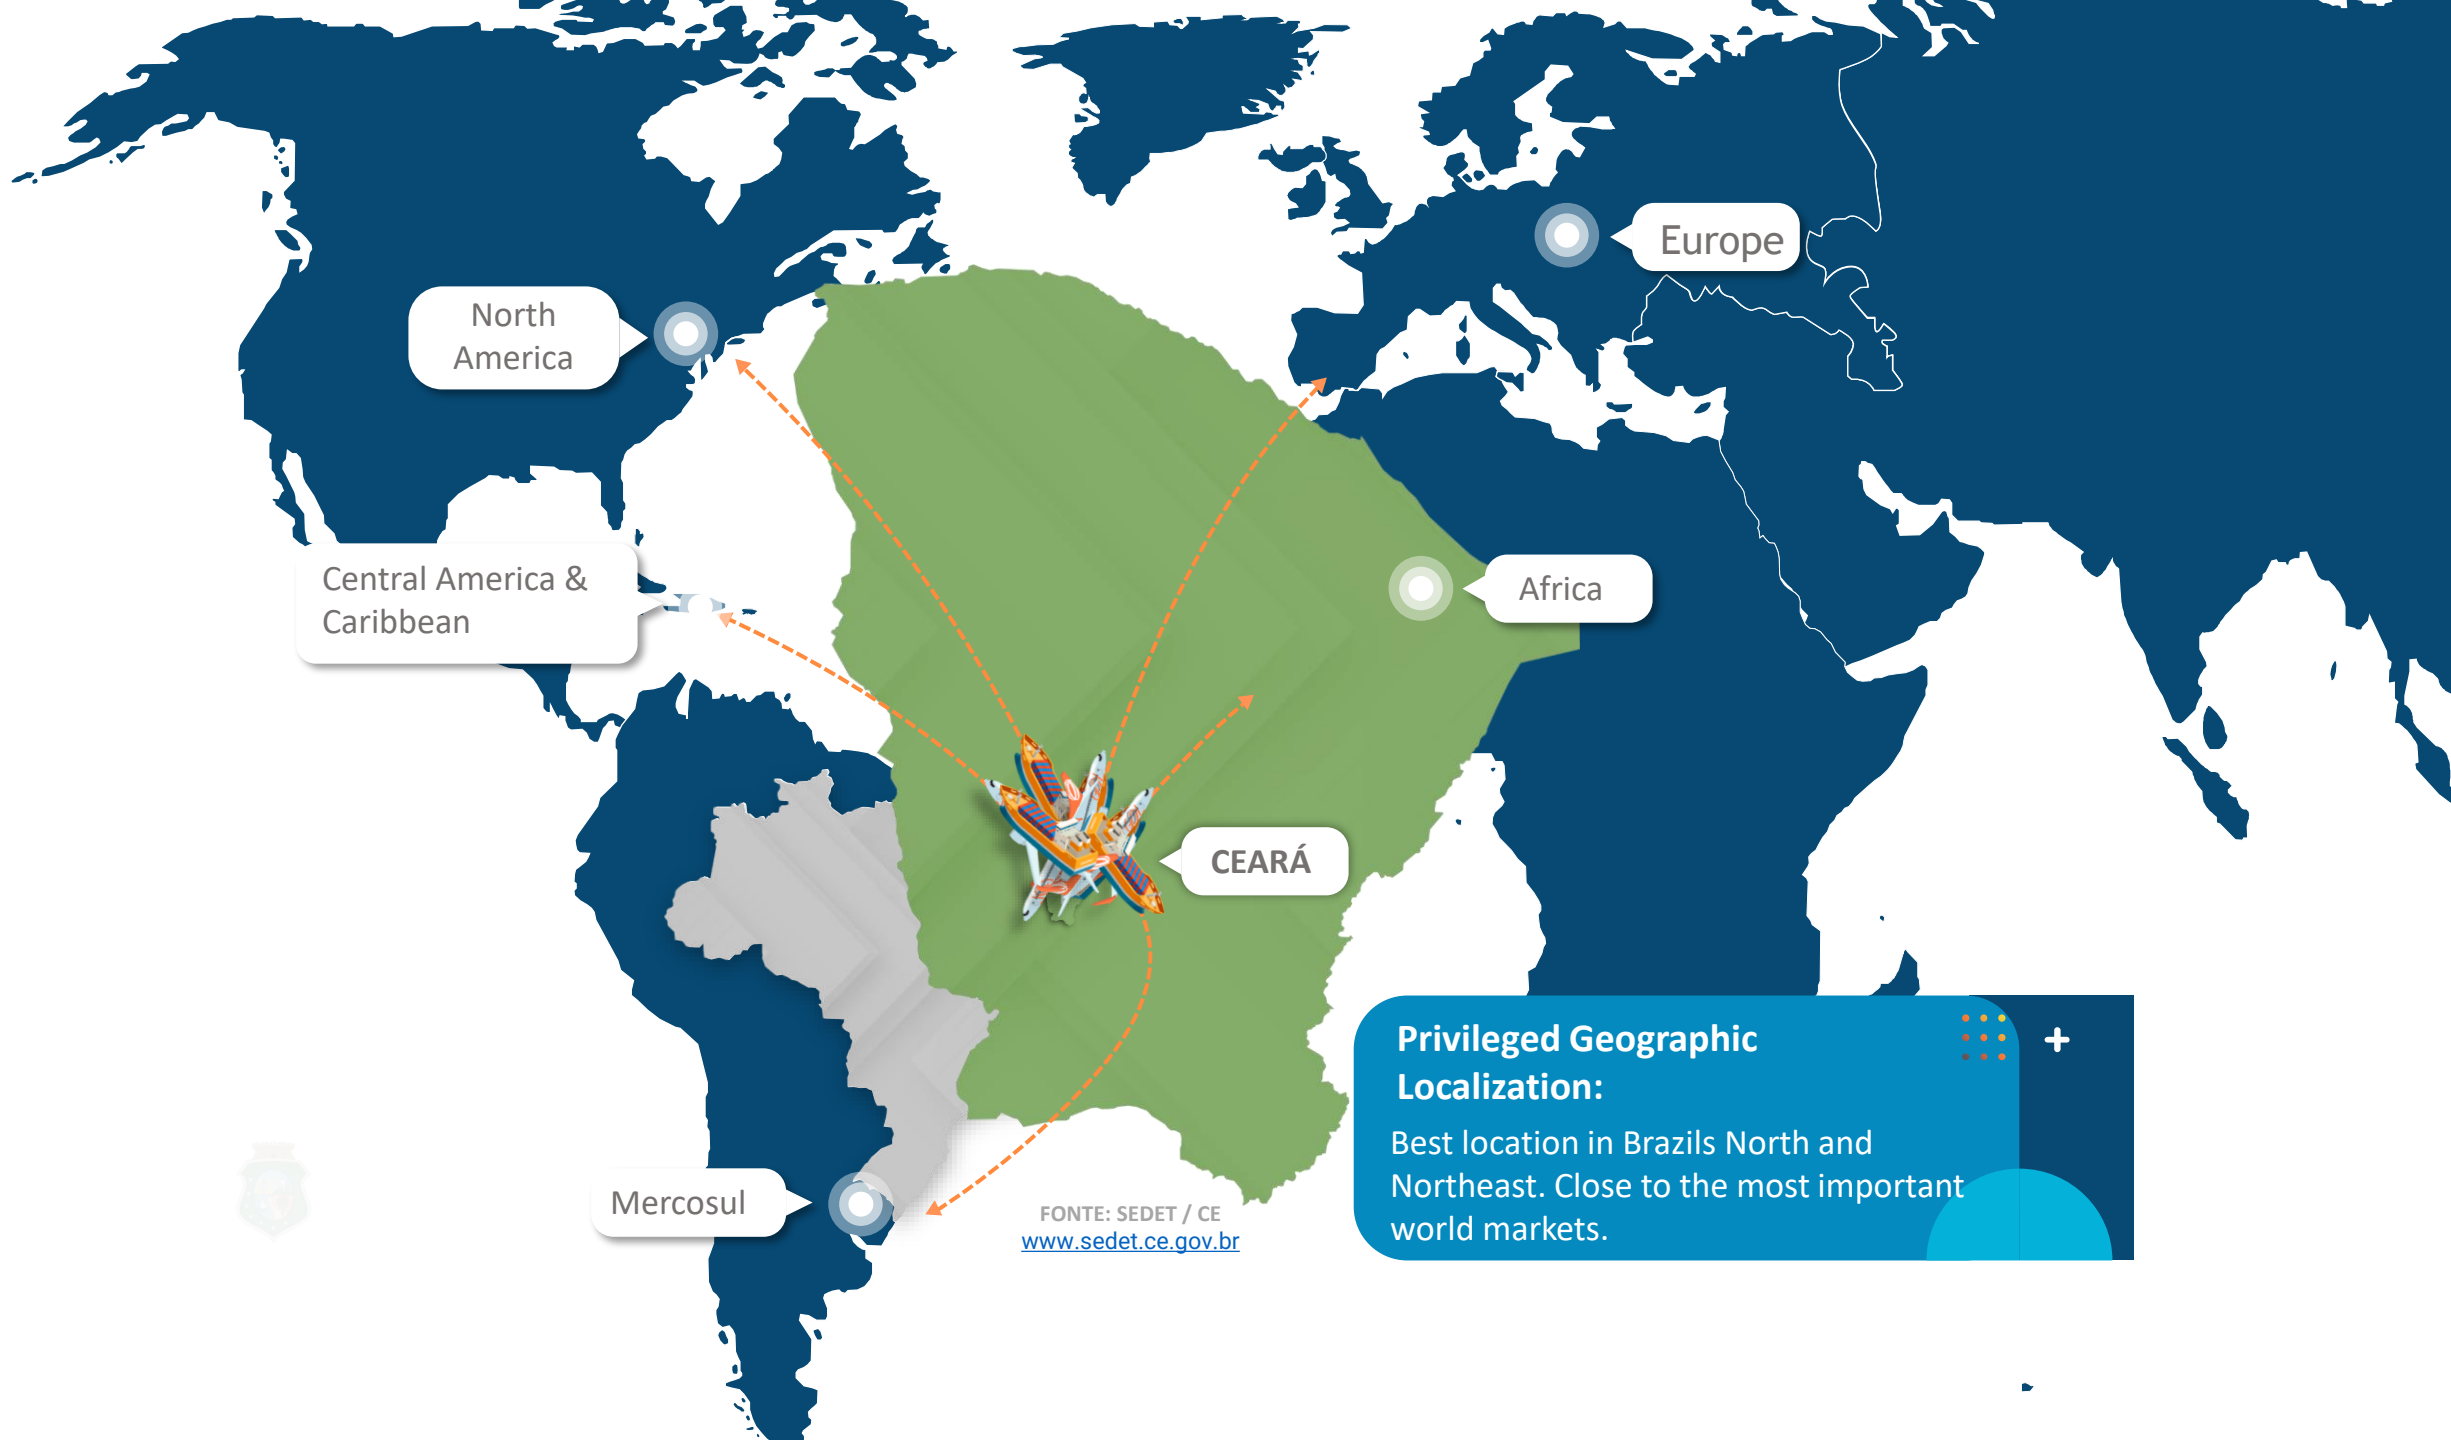 Europe
North
America
Central America &
Caribbean
Africa
CEARÁ
Mercosul
FONTE: SEDET / CE
www.sedet.ce.gov.br
Privileged Geographic
Localization:
Best location in Brazils North and
Northeast. Close to the most important
world markets.